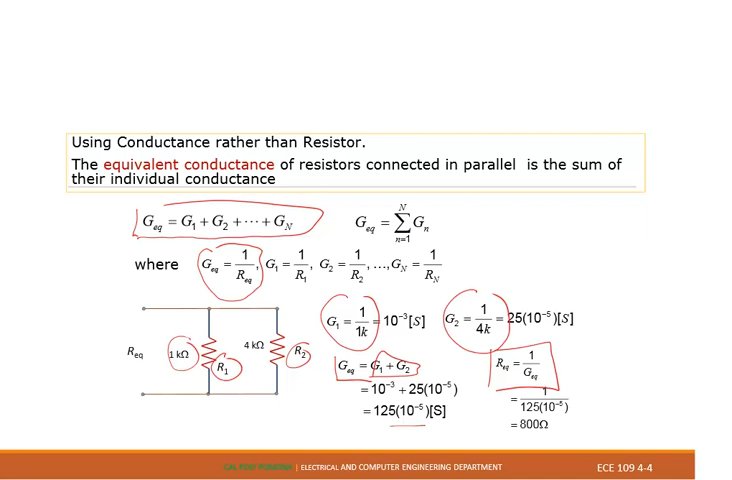 Using Conductance rather than Resistor.
The equivalent conductance of resistors connected in parallel is the sum of
their individual conductance
G_eq = G_1 + G_2 + ⋯ + G_N    G_eq = ∑_{n=1}^{N} G_n
where G_eq = 1/R_eq, G_1 = 1/R_1, G_2 = 1/R_2, …, G_N = 1/R_N
G_1 = 1/1k = 10^{-3}[S]    G_2 = 1/4k = 25(10^{-5})[S]
R_eq    1 kΩ    R_1    4 kΩ    R_2
G_eq = G_1 + G_2    R_eq = 1/G_eq
= 10^{-3} + 25(10^{-5})    = 1/125(10^{-5})
= 125(10^{-5})[S]    = 800Ω
CAL POLY POMONA | ELECTRICAL AND COMPUTER ENGINEERING DEPARTMENT    ECE 109 4-4